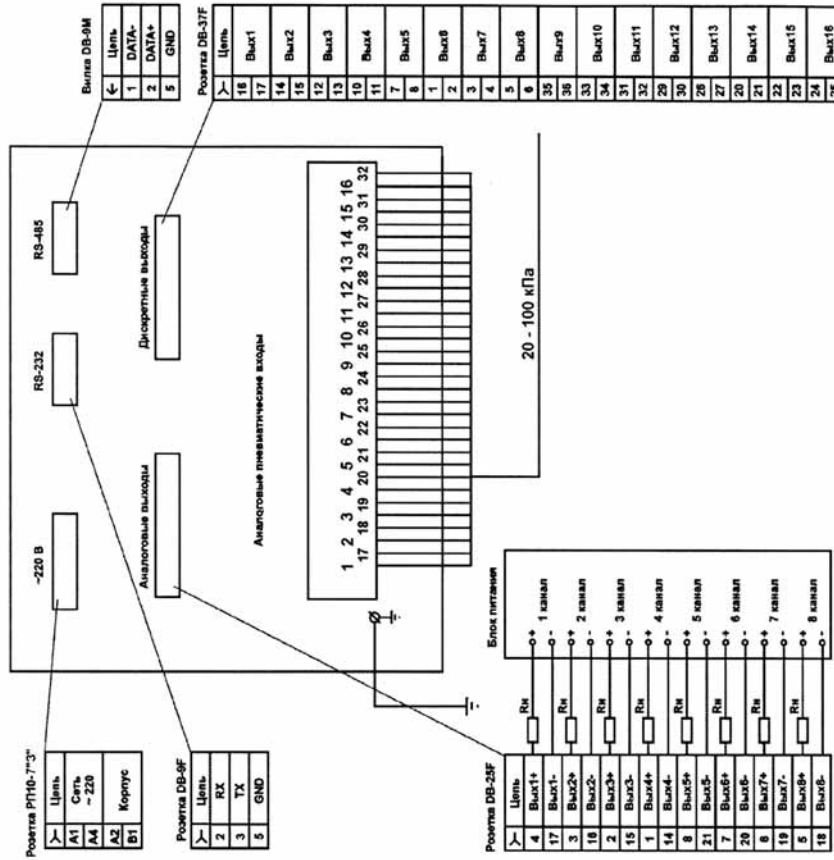 ~220 В
RS-232
RS-485
Аналоговые выходы
Дискретные выходы
Аналоговые пневматические входы
1 2 3 4 5 6 7 8 9 10 11 12 13 14 15 16
17 18 19 20 21 22 23 24 25 26 27 28 29 30 31 32
20 - 100 кПа
Розетка РП10-7"З"
Цепь
A1 Сеть
A4 ~ 220
A2 Корпус
B1
Розетка DB-9F
Цепь
2 RX
3 TX
5 GND
Розетка DB-25F
Цепь
4 Вых1+
17 Вых1-
3 Вых2+
16 Вых2-
2 Вых3+
15 Вых3-
1 Вых4+
14 Вых4-
8 Вых5+
21 Вых5-
7 Вых6+
20 Вых6-
6 Вых7+
19 Вых7-
5 Вых8+
18 Вых8-
Rн
Rн
Rн
Rн
Rн
Rн
Rн
Rн
Блок питания
+ 1 канал
-
+ 2 канал
-
+ 3 канал
-
+ 4 канал
-
+ 5 канал
-
+ 6 канал
-
+ 7 канал
-
+ 8 канал
-
Вилка DB-9M
Цепь
1 DATA-
2 DATA+
5 GND
Розетка DB-37F
Цепь
16 Вых1
17
14 Вых2
15
12 Вых3
13
10 Вых4
11
7 Вых5
8
1 Вых6
2
3 Вых7
4
5 Вых8
6
35 Вых9
36
33 Вых10
34
31 Вых11
32
29 Вых12
30
26 Вых13
27
20 Вых14
21
22 Вых15
23
24 Вых16